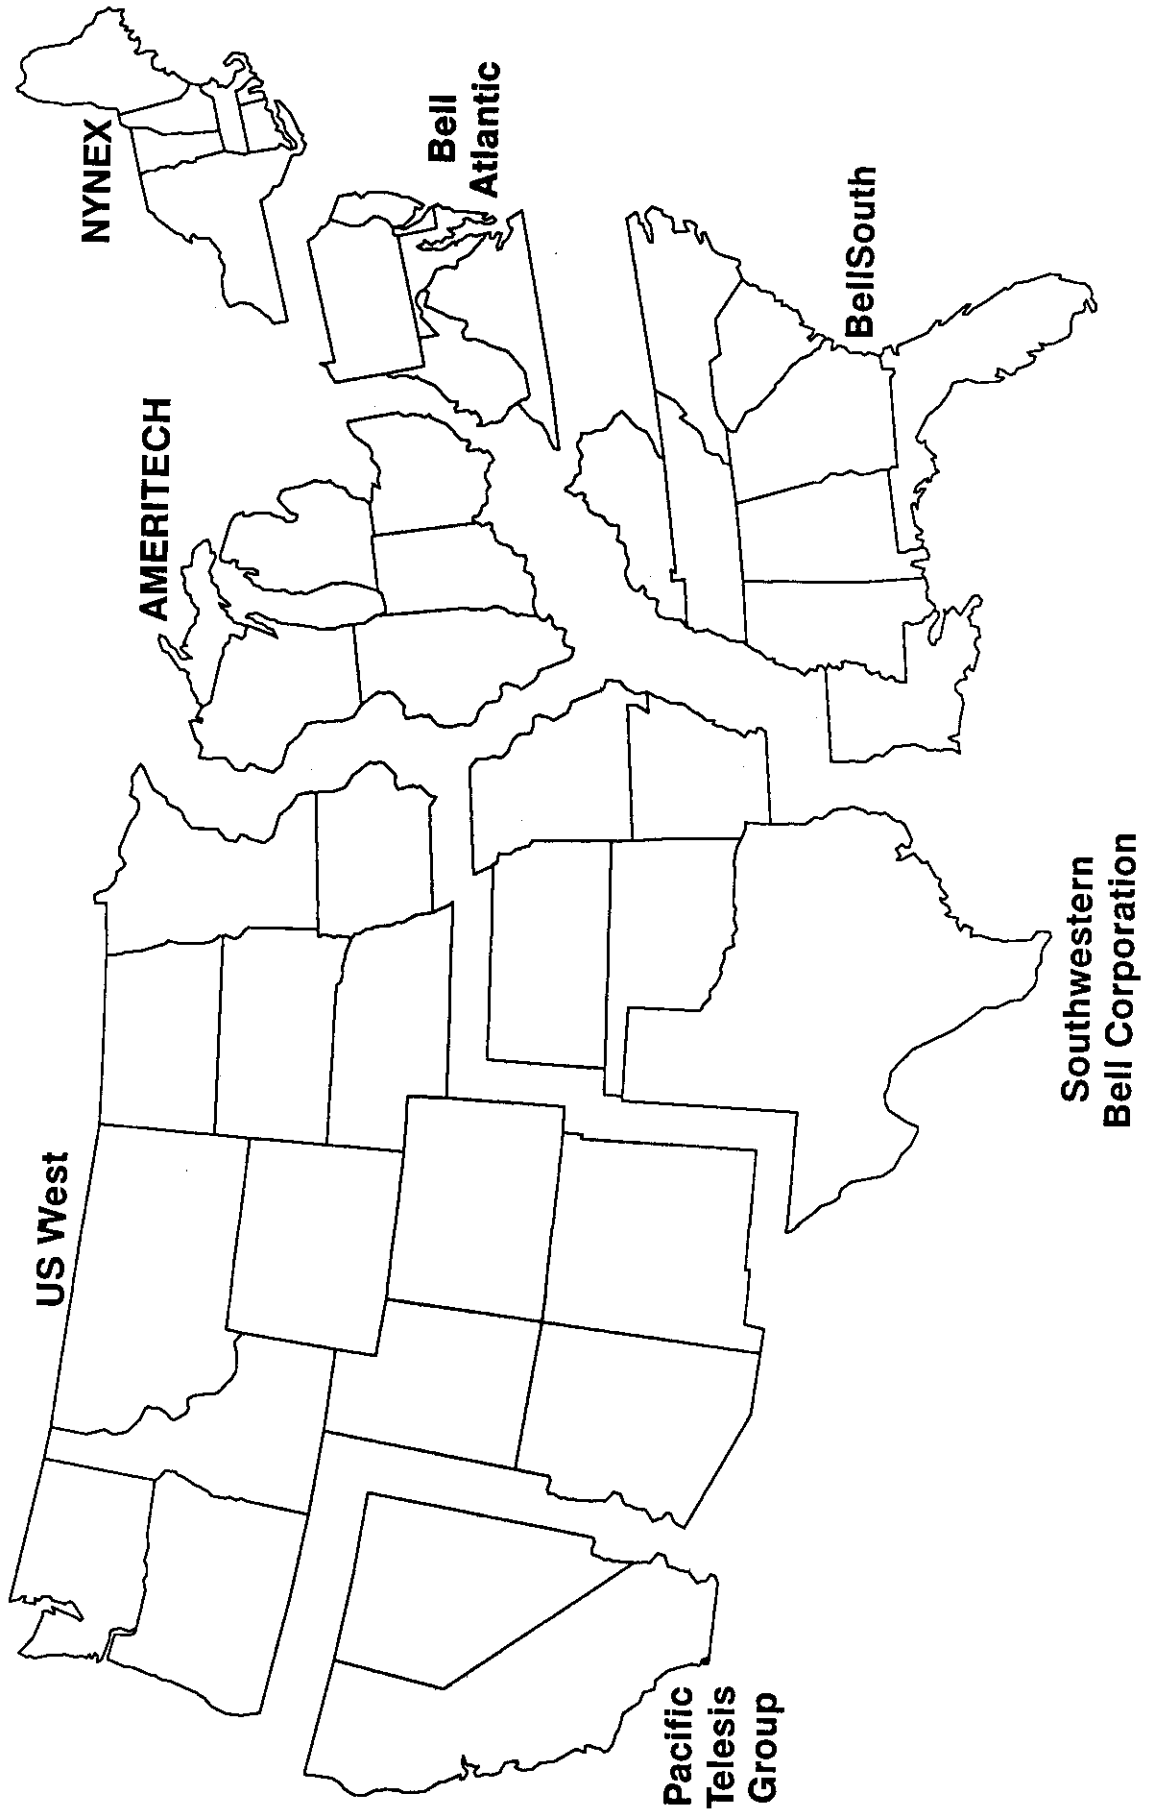 US West
AMERITECH
NYNEX
Bell
Atlantic
BellSouth
Southwestern
Bell Corporation
Pacific
Telesis
Group